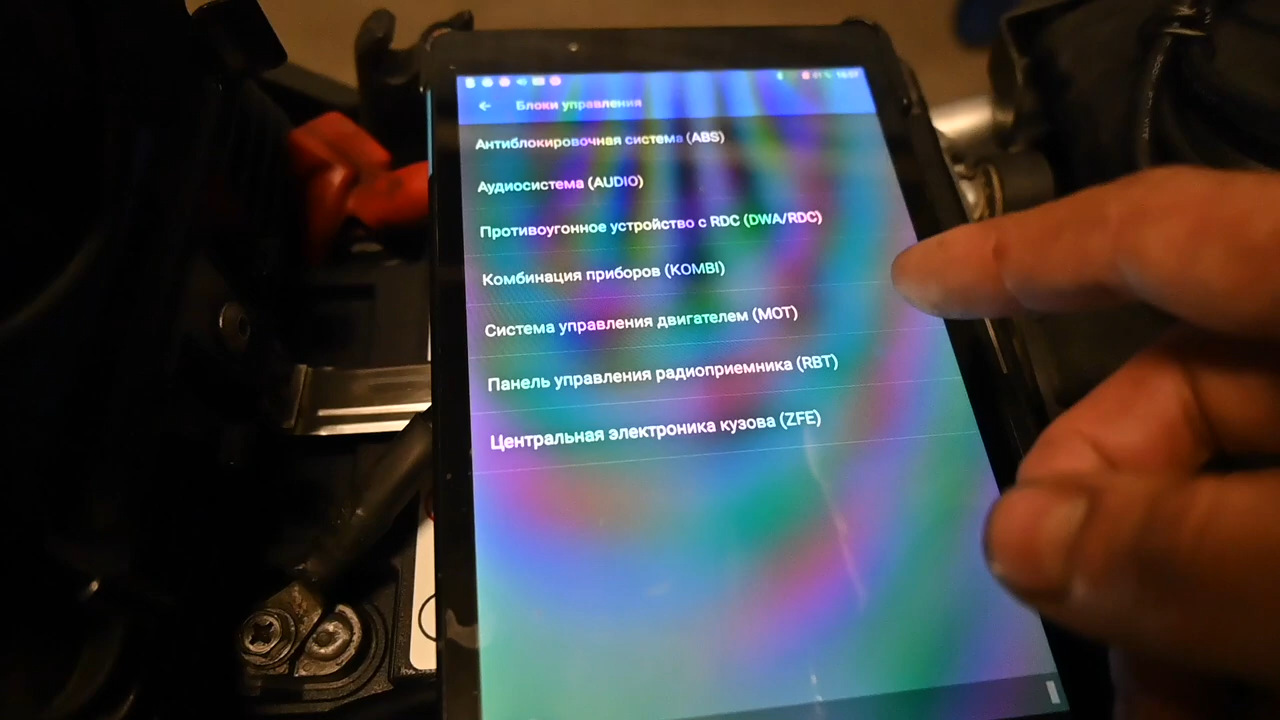 Блоки управления
Антиблокировочная система (ABS)
Аудиосистема (AUDIO)
Противоугонное устройство с RDC (DWA/RDC)
Комбинация приборов (KOMBI)
Система управления двигателем (MOT)
Панель управления радиоприемника (RBT)
Центральная электроника кузова (ZFE)